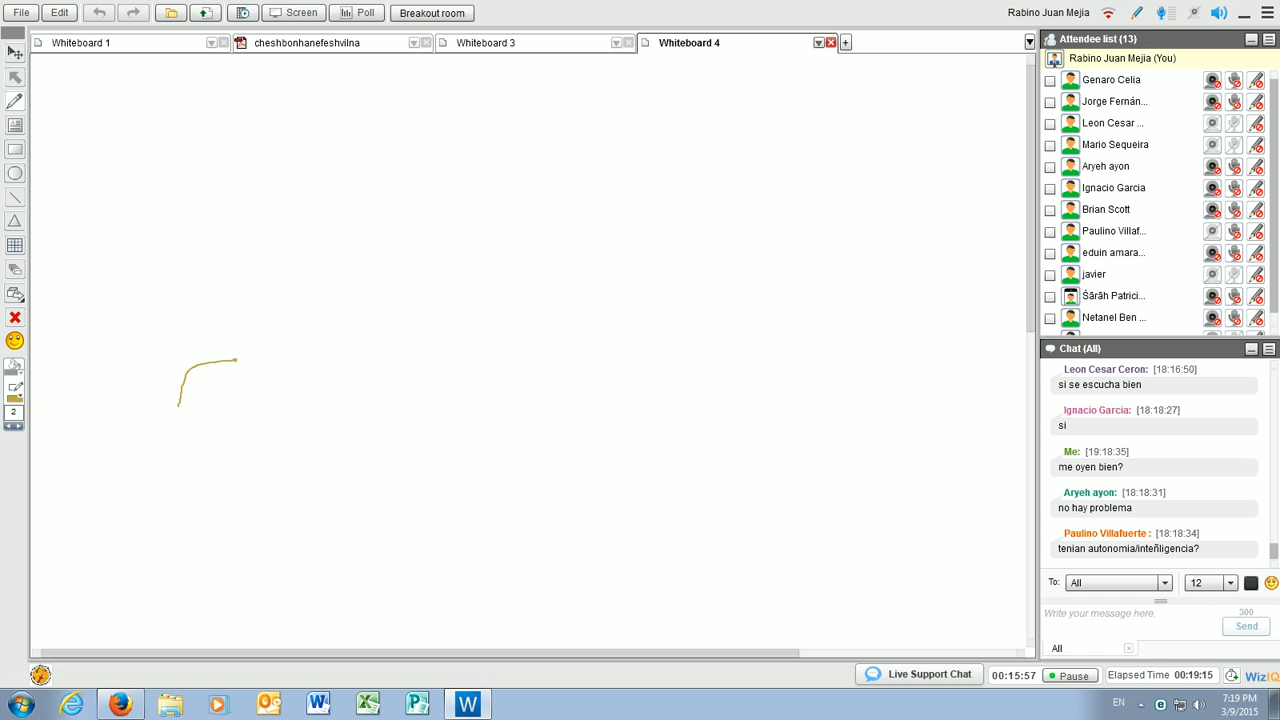 File Edit Screen Poll Breakout room Rabino Juan Mejia
Whiteboard 1 cheshbonhanefeshvilna Whiteboard 3 Whiteboard 4
Attendee list (13)
Rabino Juan Mejia (You)
Genaro Celia
Jorge Fernán...
Leon Cesar ...
Mario Sequeira
Aryeh ayon
Ignacio Garcia
Brian Scott
Paulino Villaf...
eduin amara...
javier
Šārāh Patrici...
Netanel Ben ...
Chat (All)
Leon Cesar Ceron: [18:16:50]
si se escucha bien
Ignacio Garcia: [18:18:27]
si
Me: [19:18:35]
me oyen bien?
Aryeh ayon: [18:18:31]
no hay problema
Paulino Villafuerte : [18:18:34]
tenian autonomia/inteñligencia?
To: All 12
Write your message here. 300
Send
All
2
Live Support Chat 00:15:57 Pause Elapsed Time 00:19:15 WizIQ
EN 7:19 PM
3/9/2015